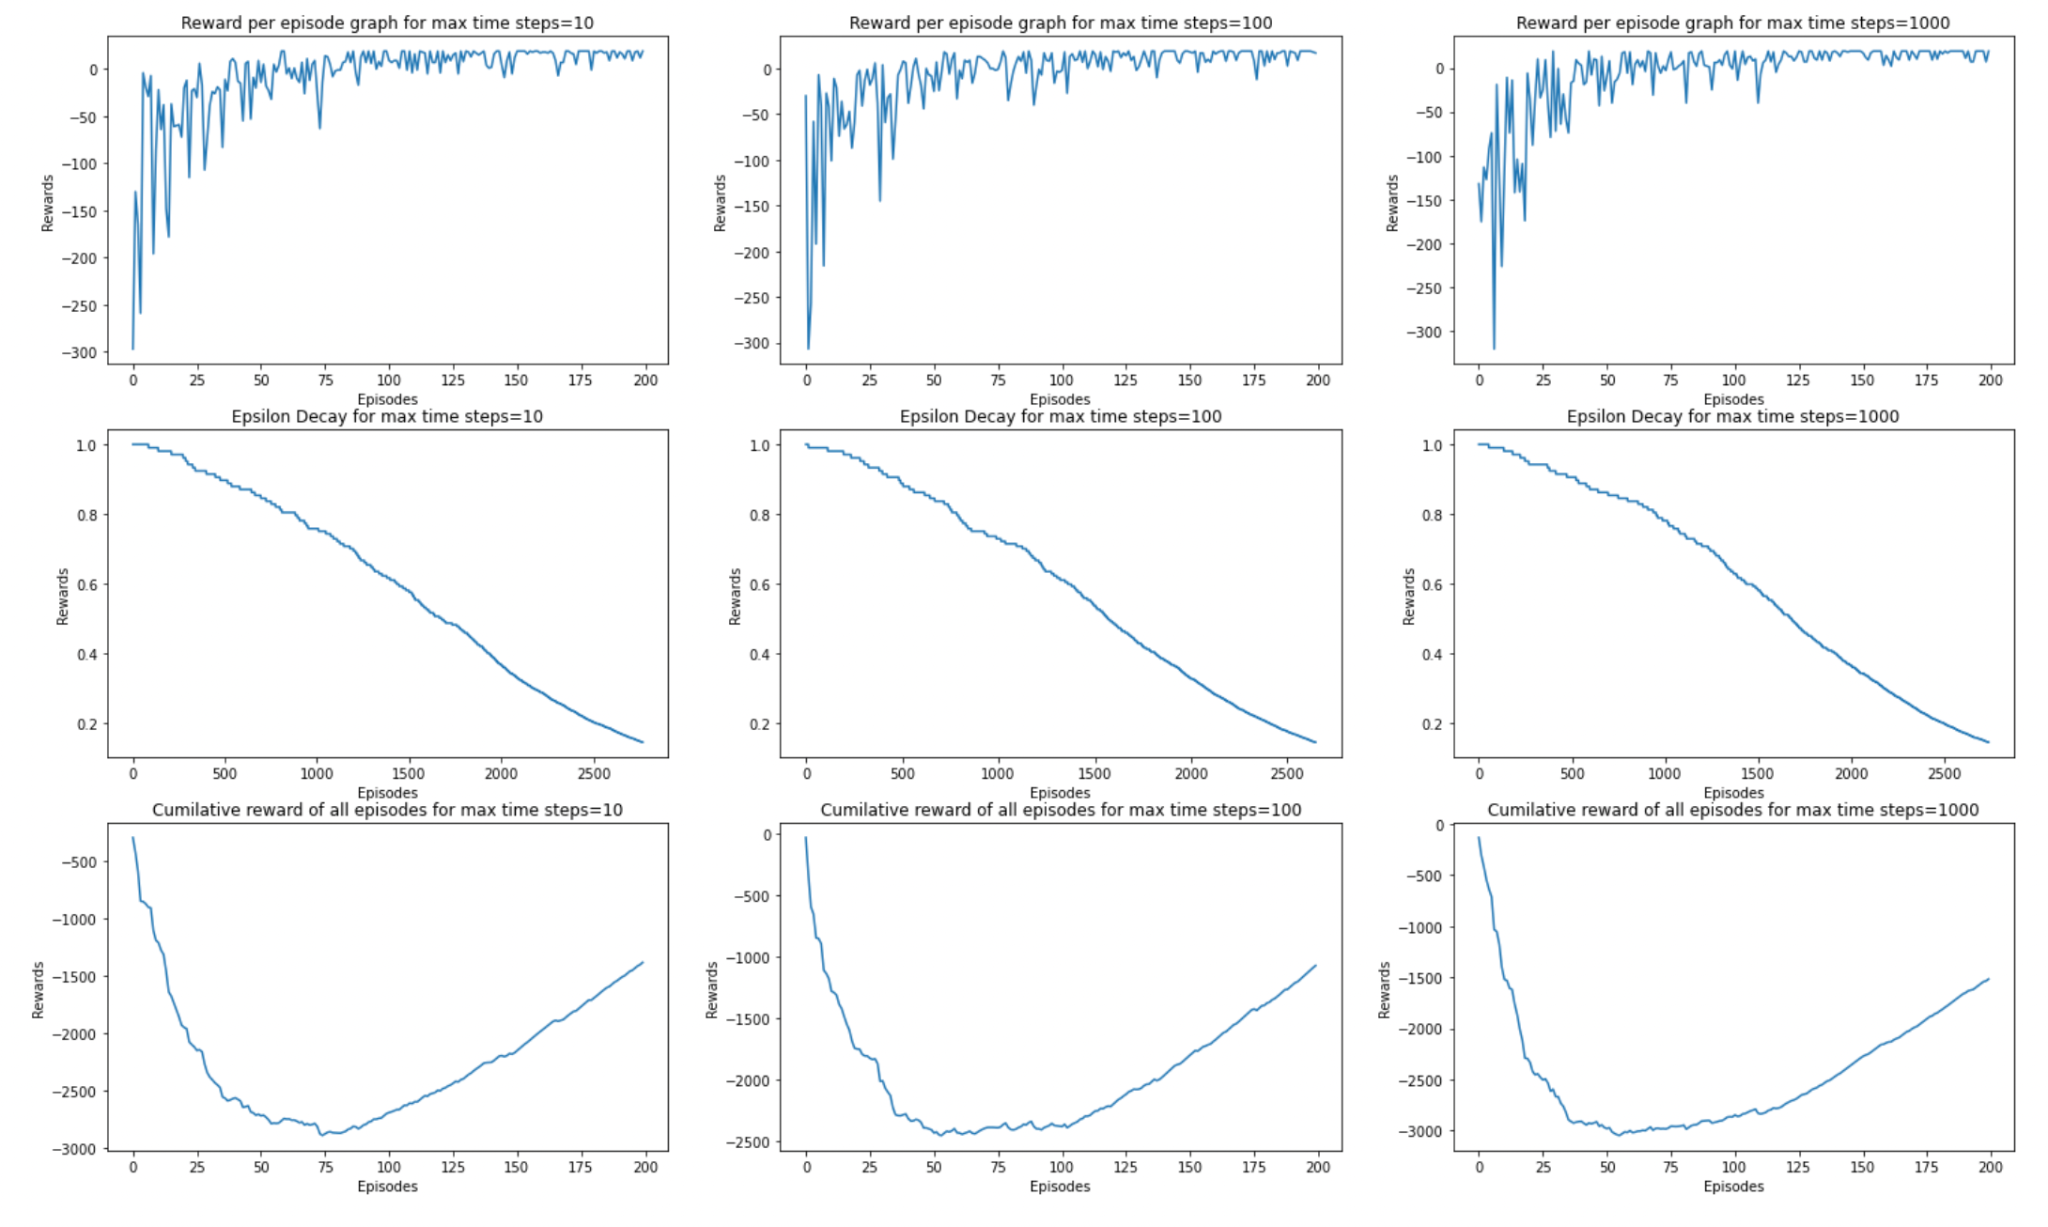 Reward per episode graph for max time steps=10
0
−50
−100
−150
−200
−250
−300
Rewards
0 25 50 75 100 125 150 175 200
Episodes
Reward per episode graph for max time steps=100
0
−50
−100
−150
−200
−250
−300
Rewards
0 25 50 75 100 125 150 175 200
Episodes
Reward per episode graph for max time steps=1000
0
−50
−100
−150
−200
−250
−300
Rewards
0 25 50 75 100 125 150 175 200
Episodes
Epsilon Decay for max time steps=10
1.0
0.8
0.6
0.4
0.2
Rewards
0 500 1000 1500 2000 2500
Episodes
Epsilon Decay for max time steps=100
1.0
0.8
0.6
0.4
0.2
Rewards
0 500 1000 1500 2000 2500
Episodes
Epsilon Decay for max time steps=1000
1.0
0.8
0.6
0.4
0.2
Rewards
0 500 1000 1500 2000 2500
Episodes
Cumilative reward of all episodes for max time steps=10
−500
−1000
−1500
−2000
−2500
−3000
Rewards
0 25 50 75 100 125 150 175 200
Episodes
Cumilative reward of all episodes for max time steps=100
0
−500
−1000
−1500
−2000
−2500
Rewards
0 25 50 75 100 125 150 175 200
Episodes
Cumilative reward of all episodes for max time steps=1000
0
−500
−1000
−1500
−2000
−2500
−3000
Rewards
0 25 50 75 100 125 150 175 200
Episodes